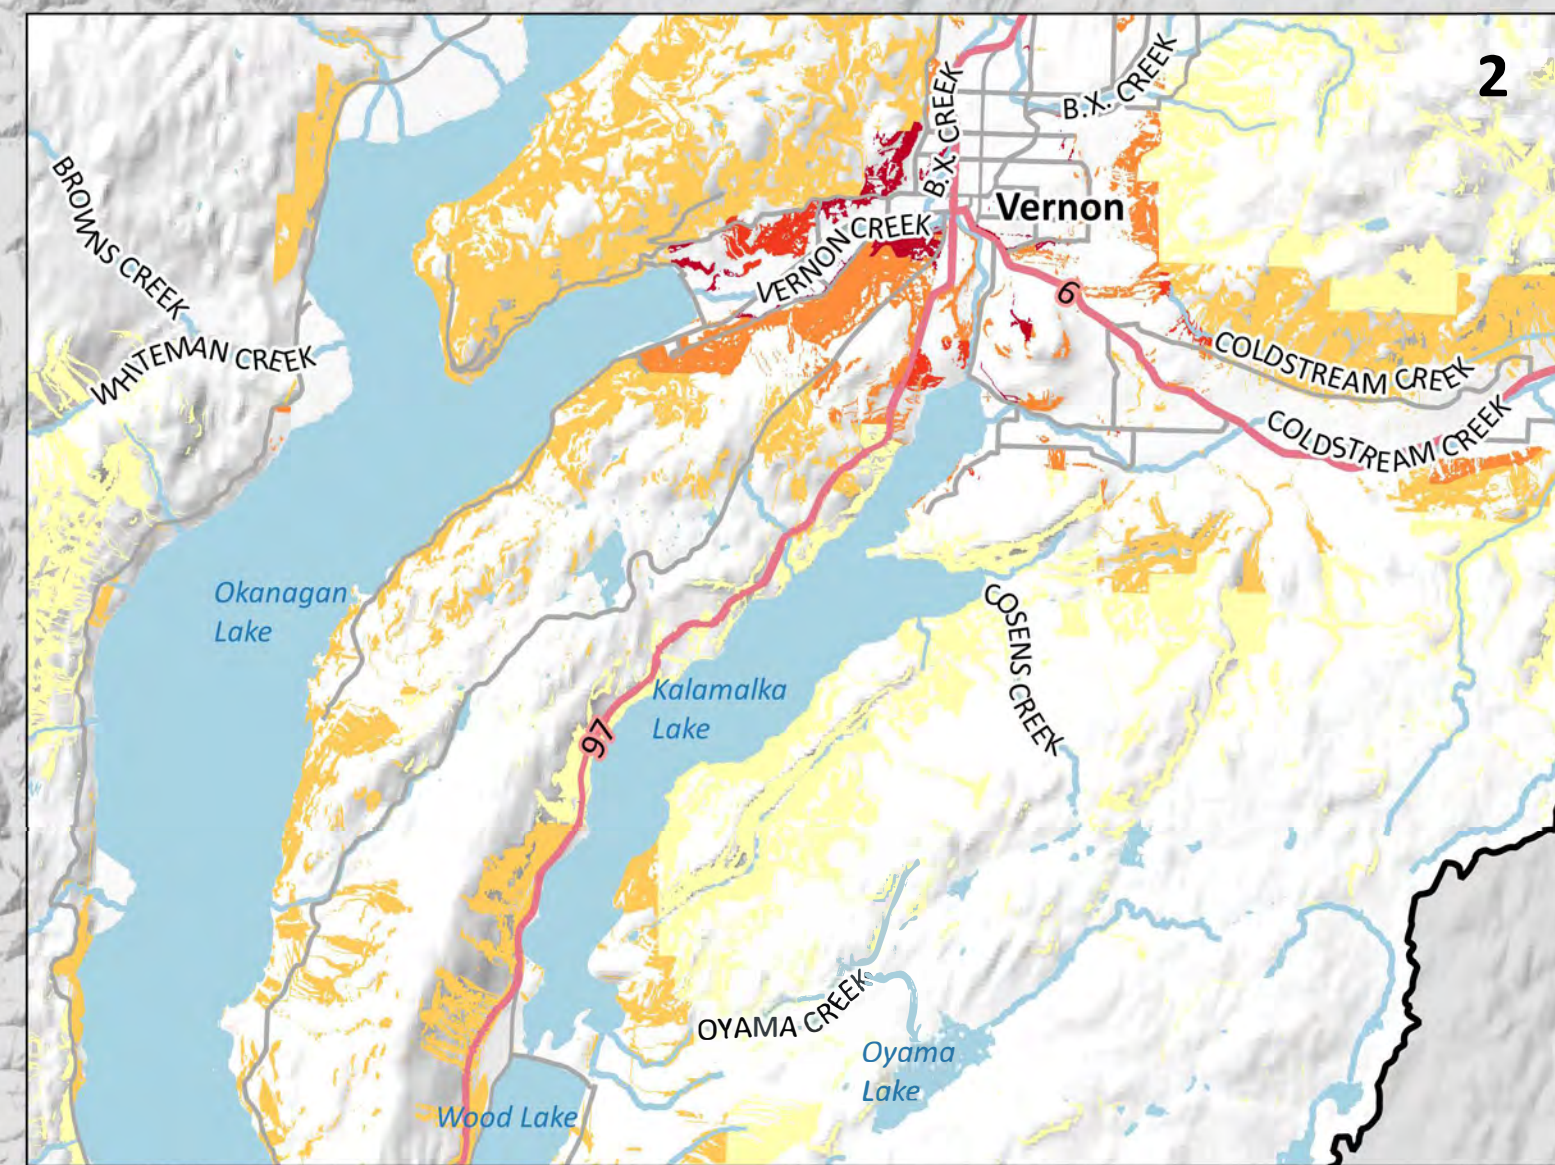 2
B.X. CREEK
B.X. CREEK
BROWNS CREEK
Vernon
VERNON CREEK
6
WHITEMAN CREEK
COLDSTREAM CREEK
COLDSTREAM CREEK
Okanagan
Lake
COSENS CREEK
Kalamalka
Lake
97
OYAMA CREEK
Oyama
Lake
Wood Lake